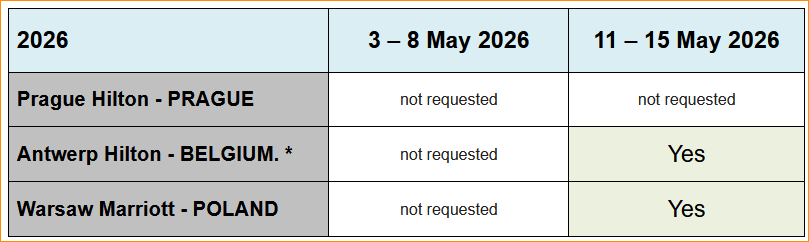 2026 3 – 8 May 2026 11 – 15 May 2026
Prague Hilton - PRAGUE not requested not requested
Antwerp Hilton - BELGIUM. * not requested Yes
Warsaw Marriott - POLAND not requested Yes